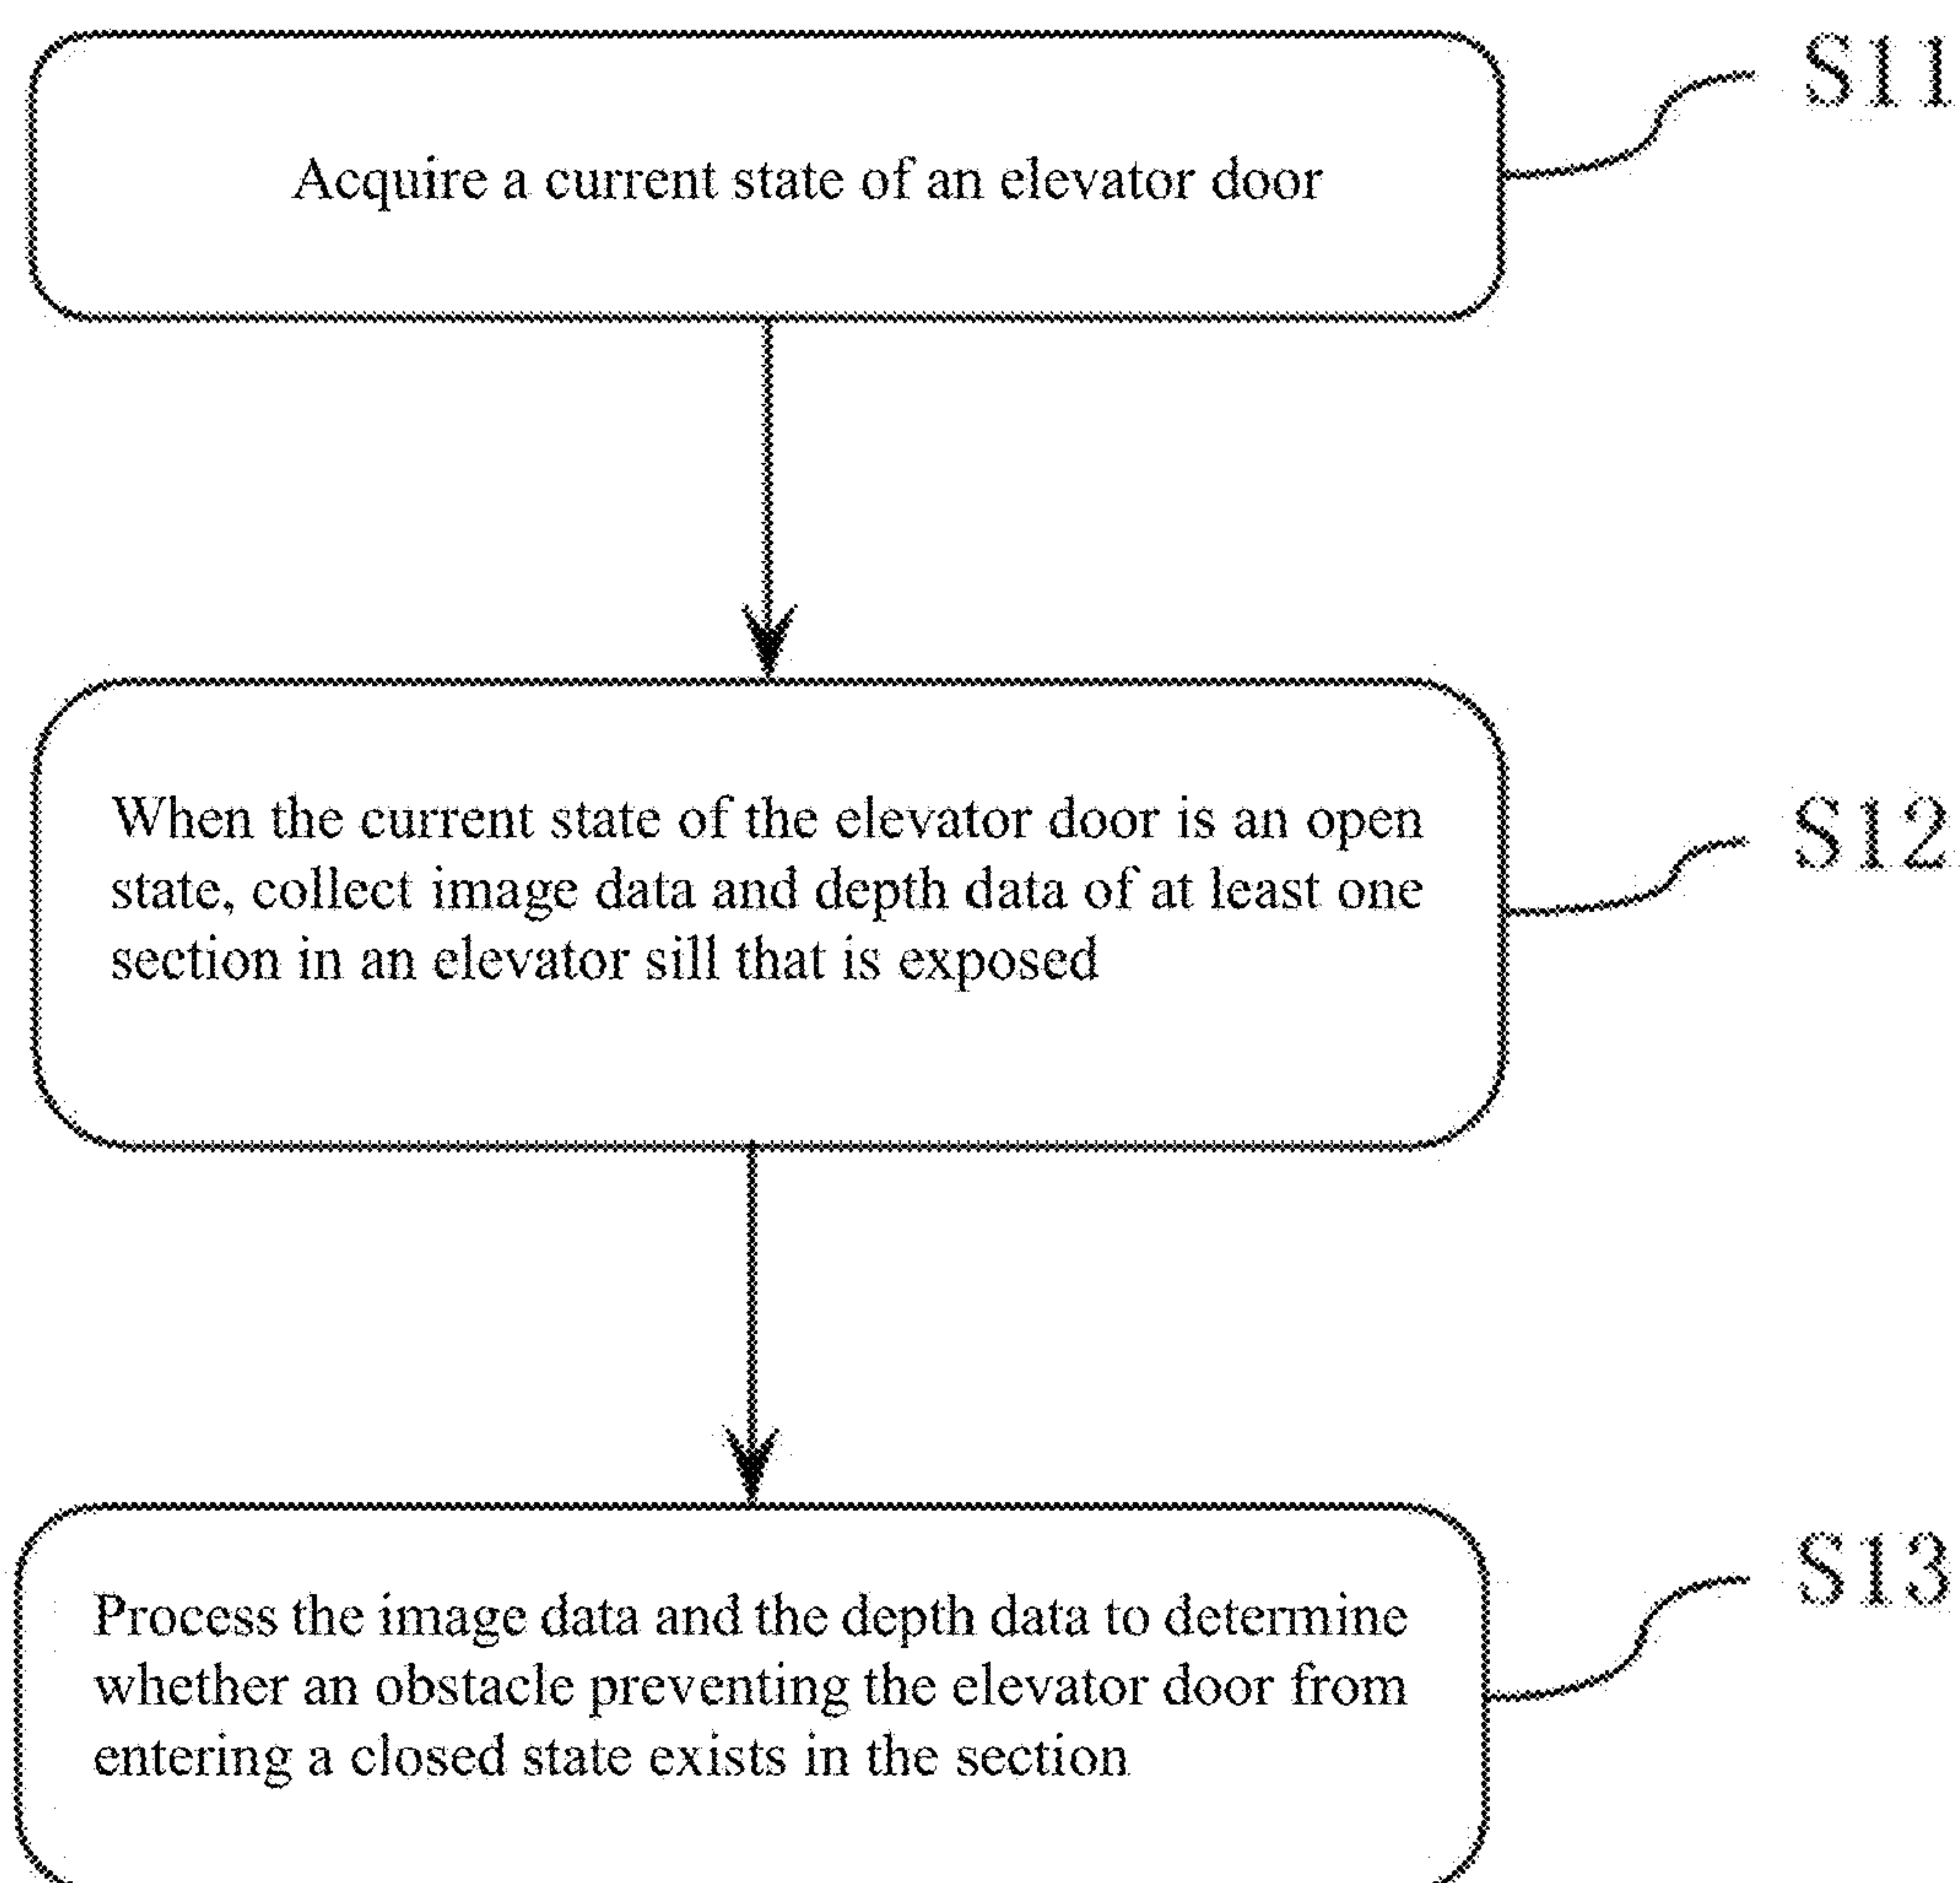 S11
Acquire a current state of an elevator door
When the current state of the elevator door is an open
S12
state, collect image data and depth data of at least one
section in an elevator sill that is exposed
S13
Process the image data and the depth data to determine
whether an obstacle preventing the elevator door from
entering a closed state exists in the section